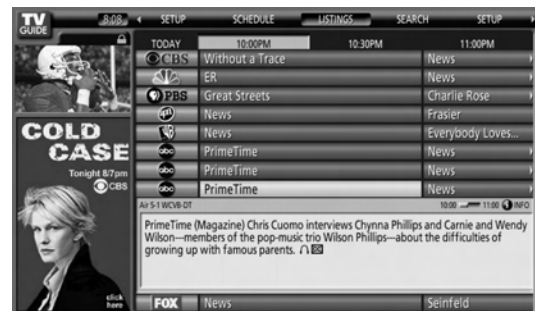 TV
GUIDE
8:08
SETUP SCHEDULE LISTINGS SEARCH SETUP
TODAY 10:00PM 10:30PM 11:00PM
CBS Without a Trace News
ER News
PBS Great Streets Charlie Rose
News Frasier
News Everybody Loves...
abc PrimeTime News
abc PrimeTime News
abc PrimeTime News
Air 5-1 WCVB-DT 10:00 11:00 INFO
PrimeTime (Magazine) Chris Cuomo interviews Chynna Phillips and Carnie and Wendy
Wilson—members of the pop-music trio Wilson Phillips—about the difficulties of
growing up with famous parents.
FOX News Seinfeld
COLD
CASE
Tonight 8/7pm
CBS
click
here